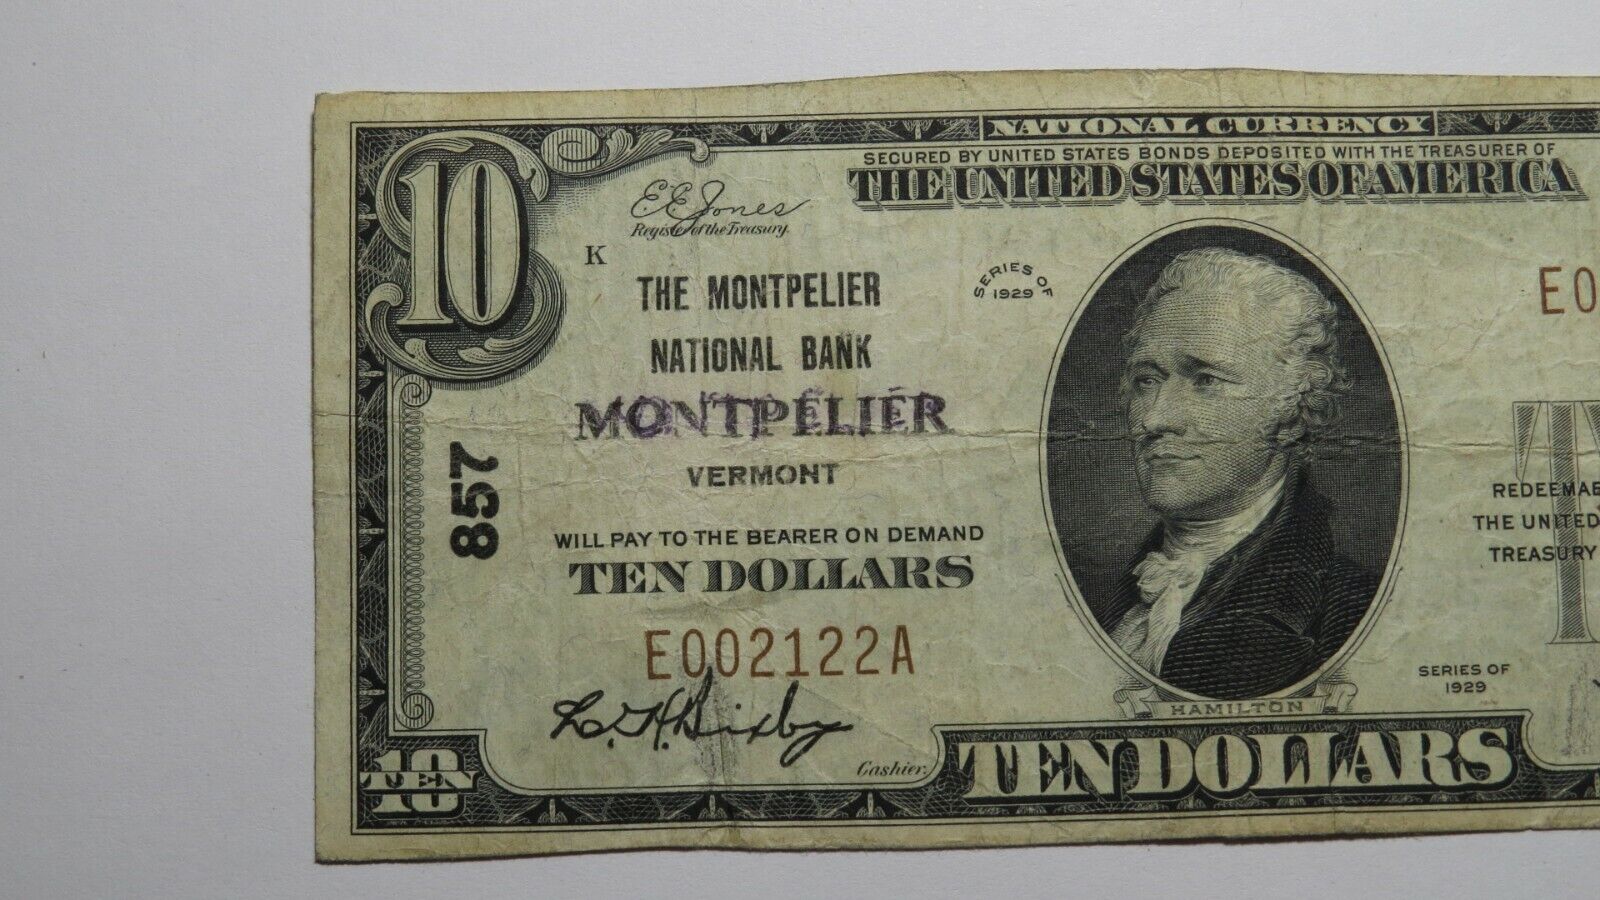 NATIONAL CURRENCY
SECURED BY UNITED STATES BONDS DEPOSITED WITH THE TREASURER OF
THE UNITED STATES OF AMERICA
10
E.E. Jones
Register of the Treasury.
K
THE MONTPELIER
NATIONAL BANK
MONTPELIER
VERMONT
857
WILL PAY TO THE BEARER ON DEMAND
TEN DOLLARS
E002122A
L. H. Bixby
Cashier.
SERIES OF
1929
E0
HAMILTON
THE UNITED
TREASURY
SERIES OF
1929
10
TEN
TEN DOLLARS